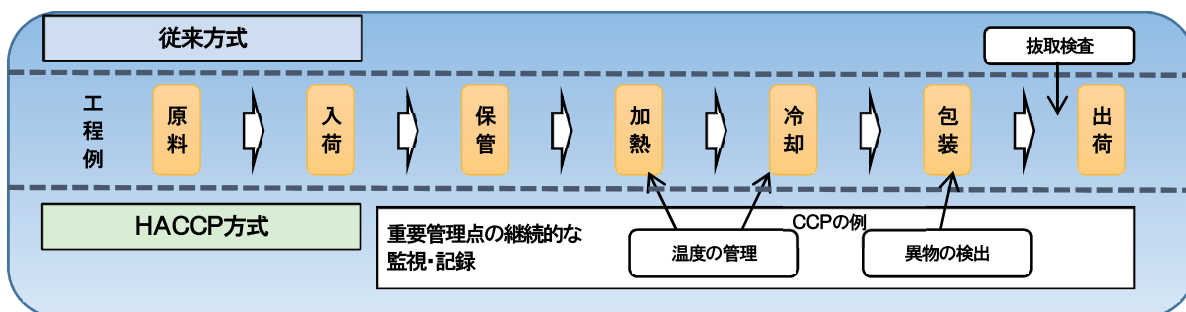 従来方式
抜取検査
工程例
原料
入荷
保管
加熱
冷却
包装
出荷
HACCP方式
重要管理点の継続的な
監視・記録
CCPの例
温度の管理
異物の検出